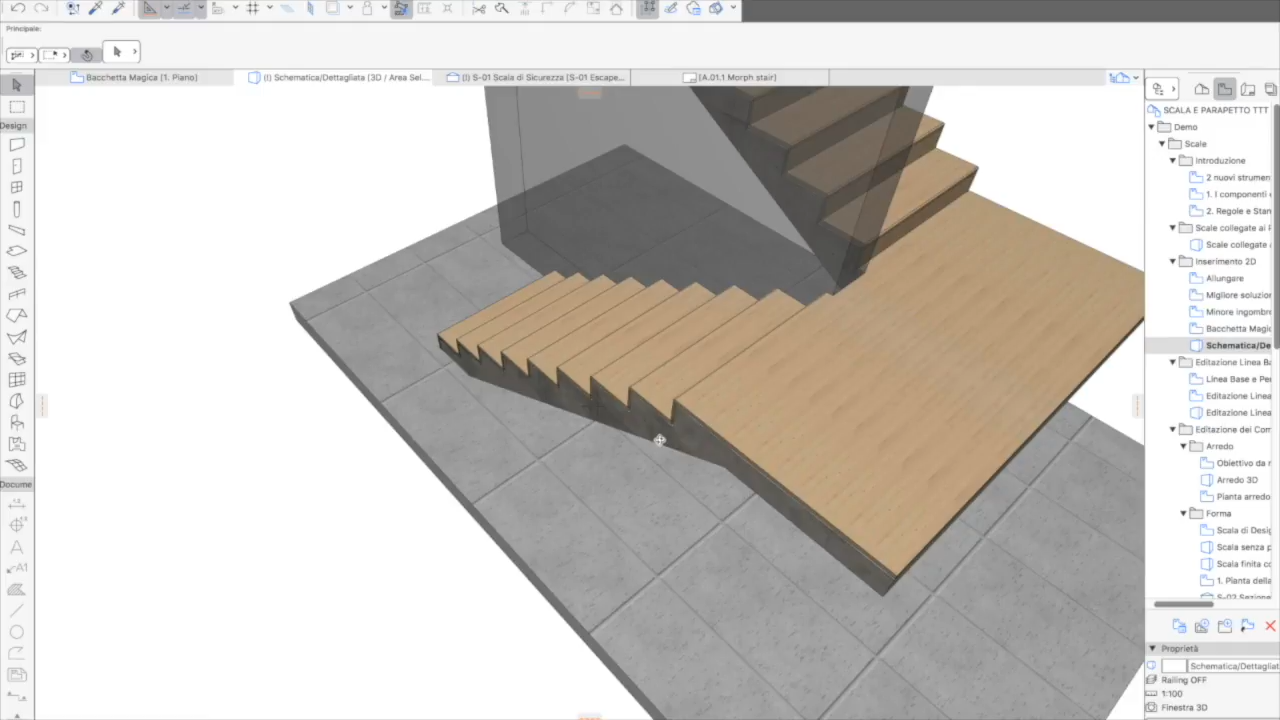 Principale:
Bacchetta Magica [1. Piano]
(!) Schematica/Dettagliata [3D / Area Sel...
(!) S-01 Scala di Sicurezza [S-01 Escape...
[A.01.1 Morph stair]
Design
Docume
SCALA E PARAPETTO TTT
Demo
Scale
Introduzione
2 nuovi strumen
1. I componenti
2. Regole e Stan
Scale collegate ai
Scale collegate
Inserimento 2D
Allungare
Migliore soluzio
Minore ingombr
Bacchetta Magic
Schematica/De
Editazione Linea Ba
Linea Base e Pe
Editazione Linea
Editazione Linea
Editazione dei Com
Arredo
Obiettivo da r
Arredo 3D
Pianta arredo
Forma
Scala di Desig
Scala senza p
Scala finita co
1. Pianta della
S-02 Sezione
Proprietà
Schematica/Dettagliat
Railing OFF
1:100
Finestra 3D